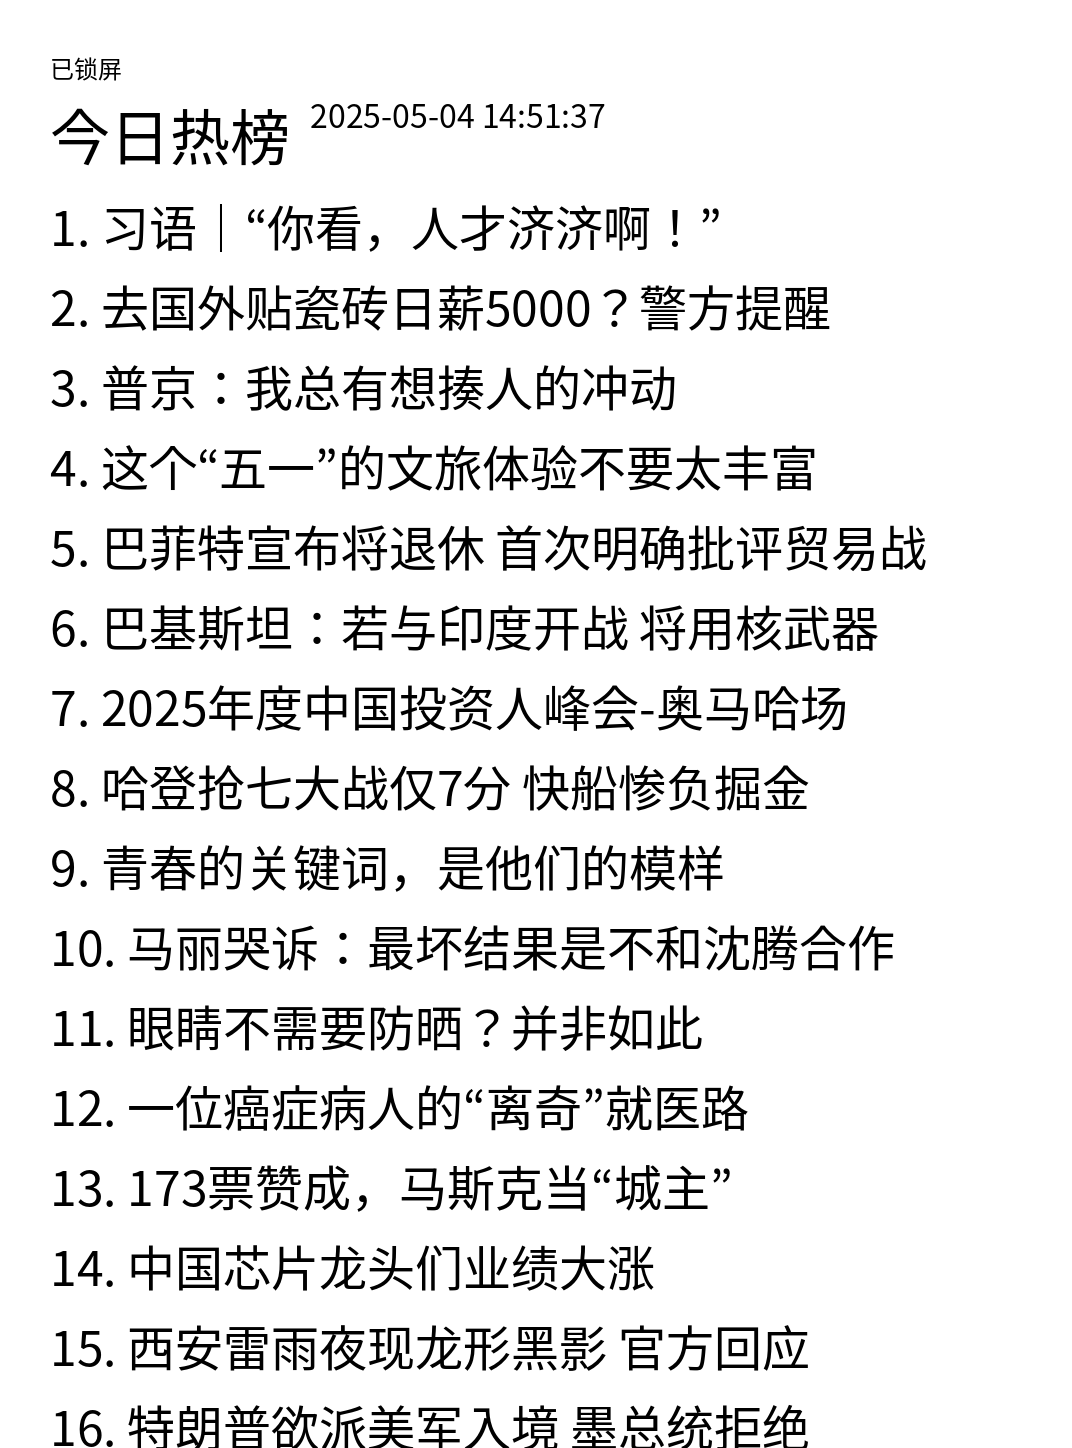 已锁屏
今日热榜 2025-05-04 14:51:37
1. 习语｜“你看，人才济济啊！”
2. 去国外贴瓷砖日薪5000？警方提醒
3. 普京：我总有想揍人的冲动
4. 这个“五一”的文旅体验不要太丰富
5. 巴菲特宣布将退休 首次明确批评贸易战
6. 巴基斯坦：若与印度开战 将用核武器
7. 2025年度中国投资人峰会-奥马哈场
8. 哈登抢七大战仅7分 快船惨负掘金
9. 青春的关键词，是他们的模样
10. 马丽哭诉：最坏结果是不和沈腾合作
11. 眼睛不需要防晒？并非如此
12. 一位癌症病人的“离奇”就医路
13. 173票赞成，马斯克当“城主”
14. 中国芯片龙头们业绩大涨
15. 西安雷雨夜现龙形黑影 官方回应
16. 特朗普欲派美军入境 墨总统拒绝